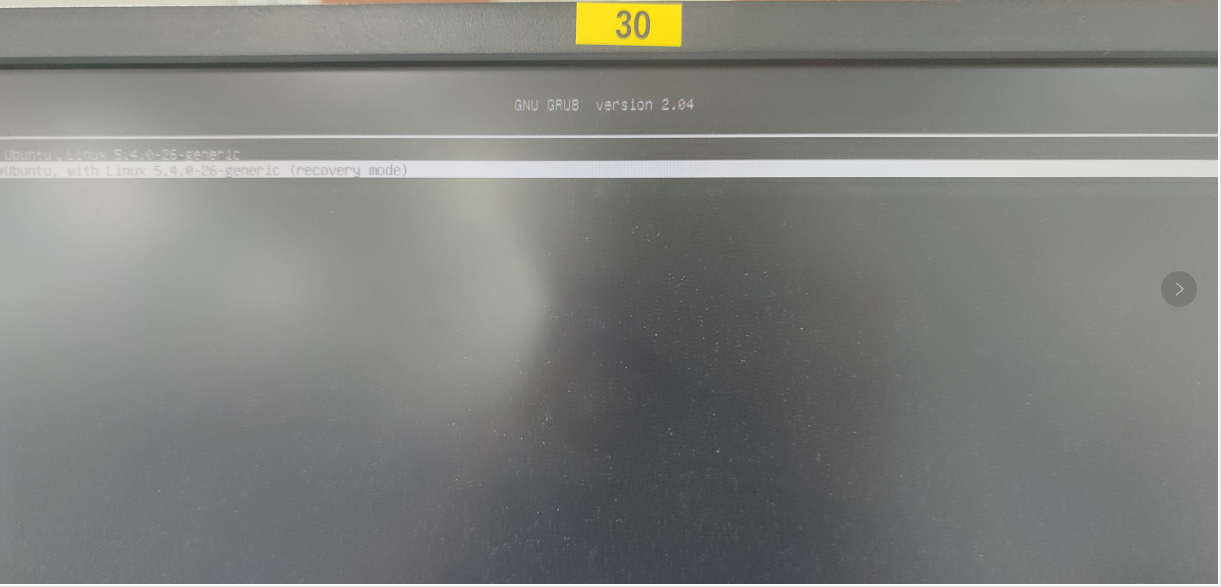 30
GNU GRUB version 2.04
Ubuntu, Linux 5.4.0-26-generic
*Ubuntu, with Linux 5.4.0-26-generic (recovery mode)